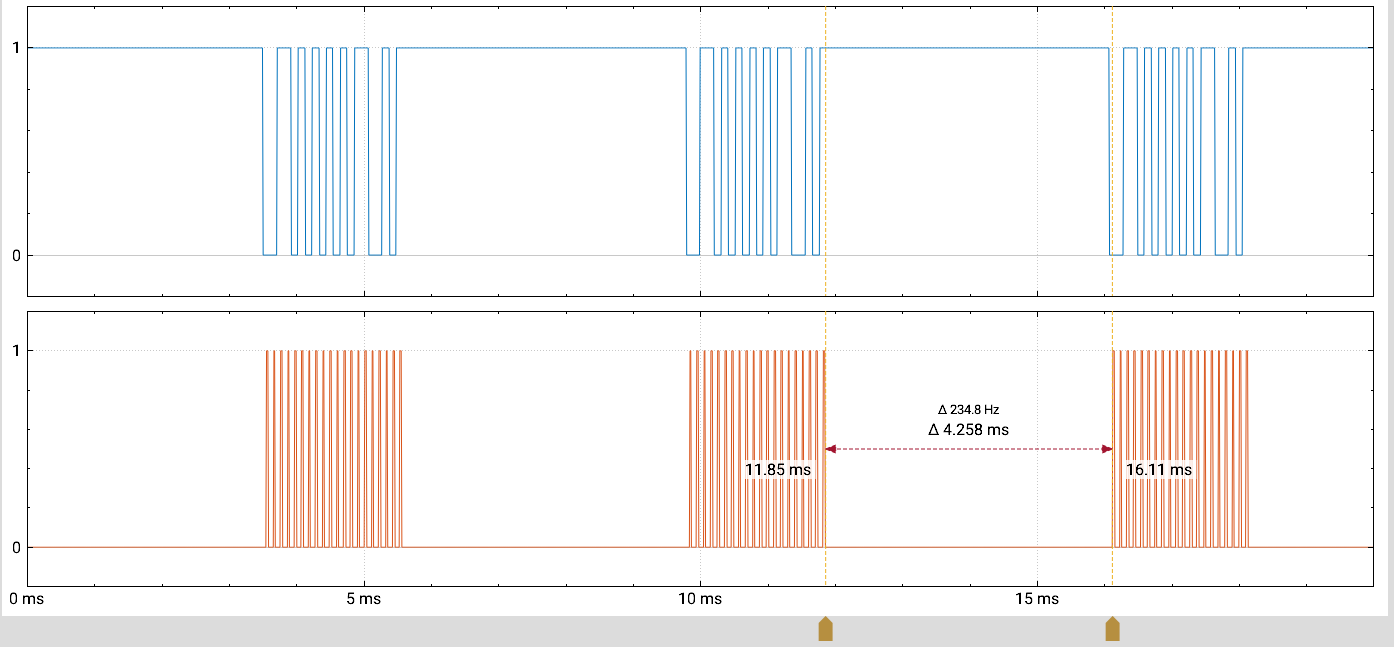 1
0
1
Δ 234.8 Hz
Δ 4.258 ms
11.85 ms
16.11 ms
0
0 ms
5 ms
10 ms
15 ms